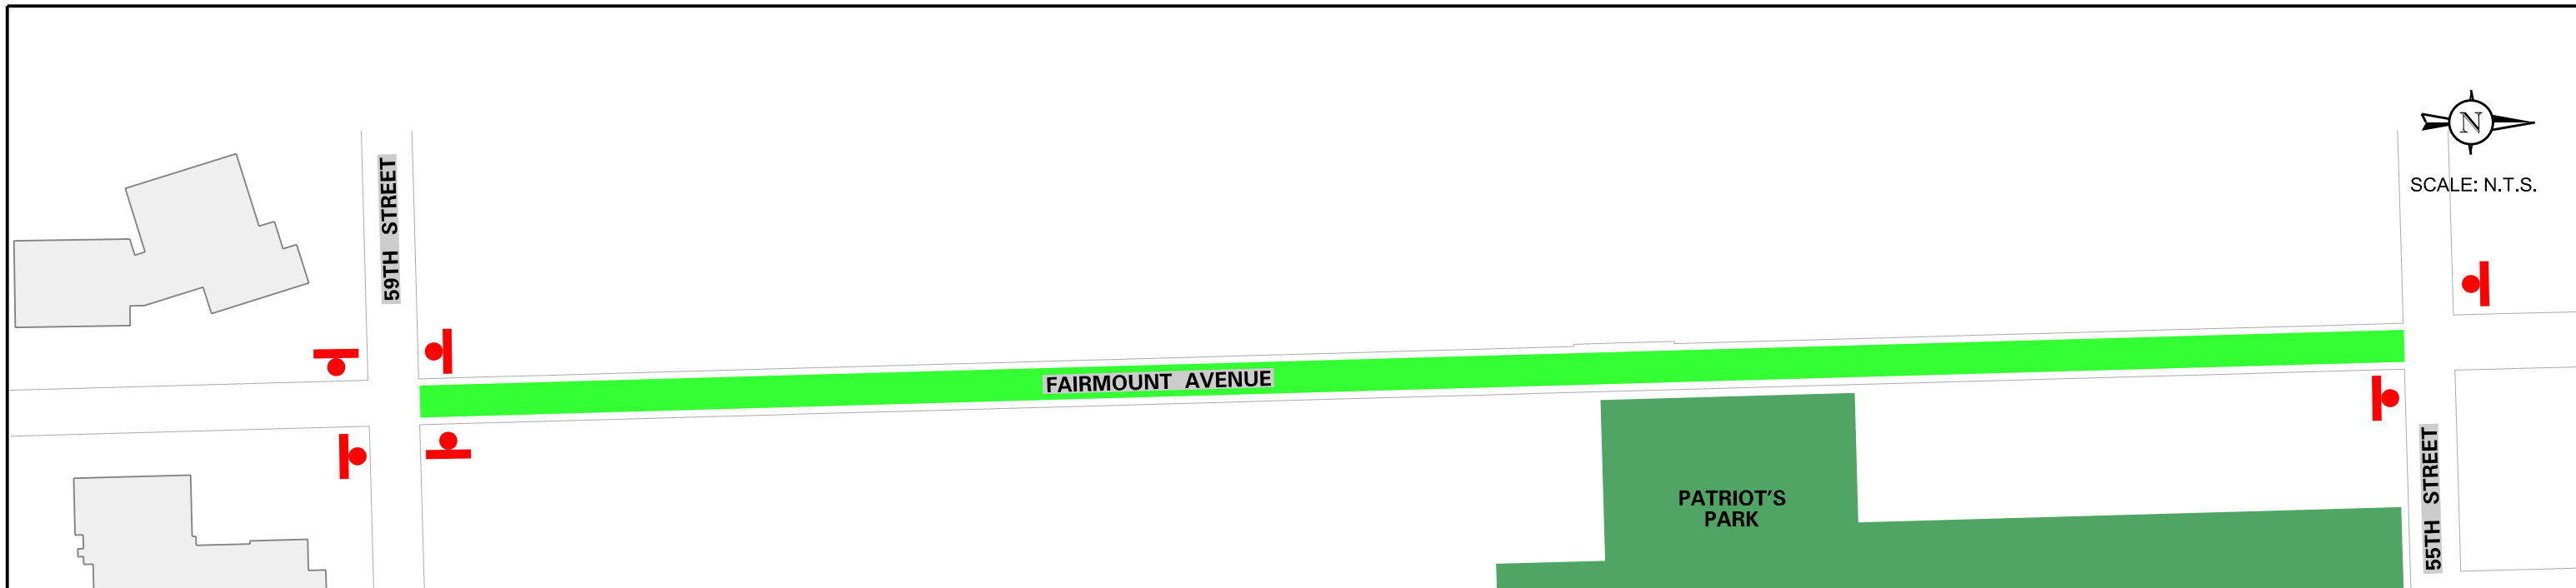 N
SCALE: N.T.S.
59TH STREET
FAIRMOUNT AVENUE
PATRIOT'S
PARK
55TH STREET